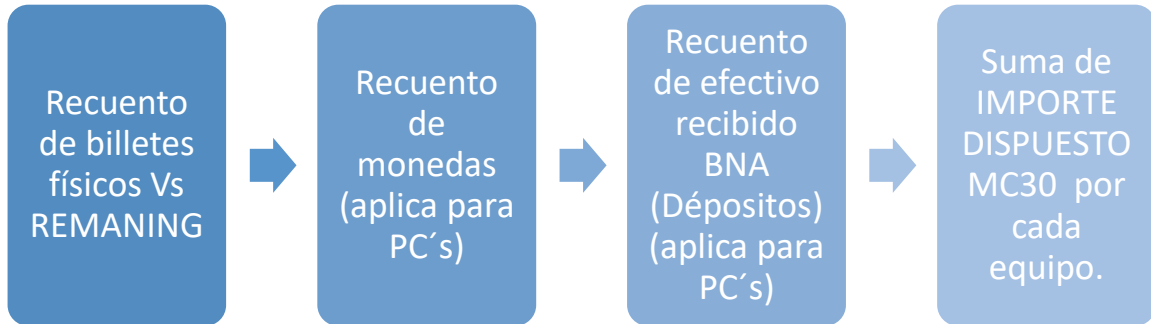 Recuento
de billetes
físicos Vs
REMANING
Recuento
de
monedas
(aplica para
PC´s)
Recuento
de efectivo
recibido
BNA
(Dépositos)
(aplica para
PC´s)
Suma de
IMPORTE
DISPUESTO
MC30 por
cada
equipo.